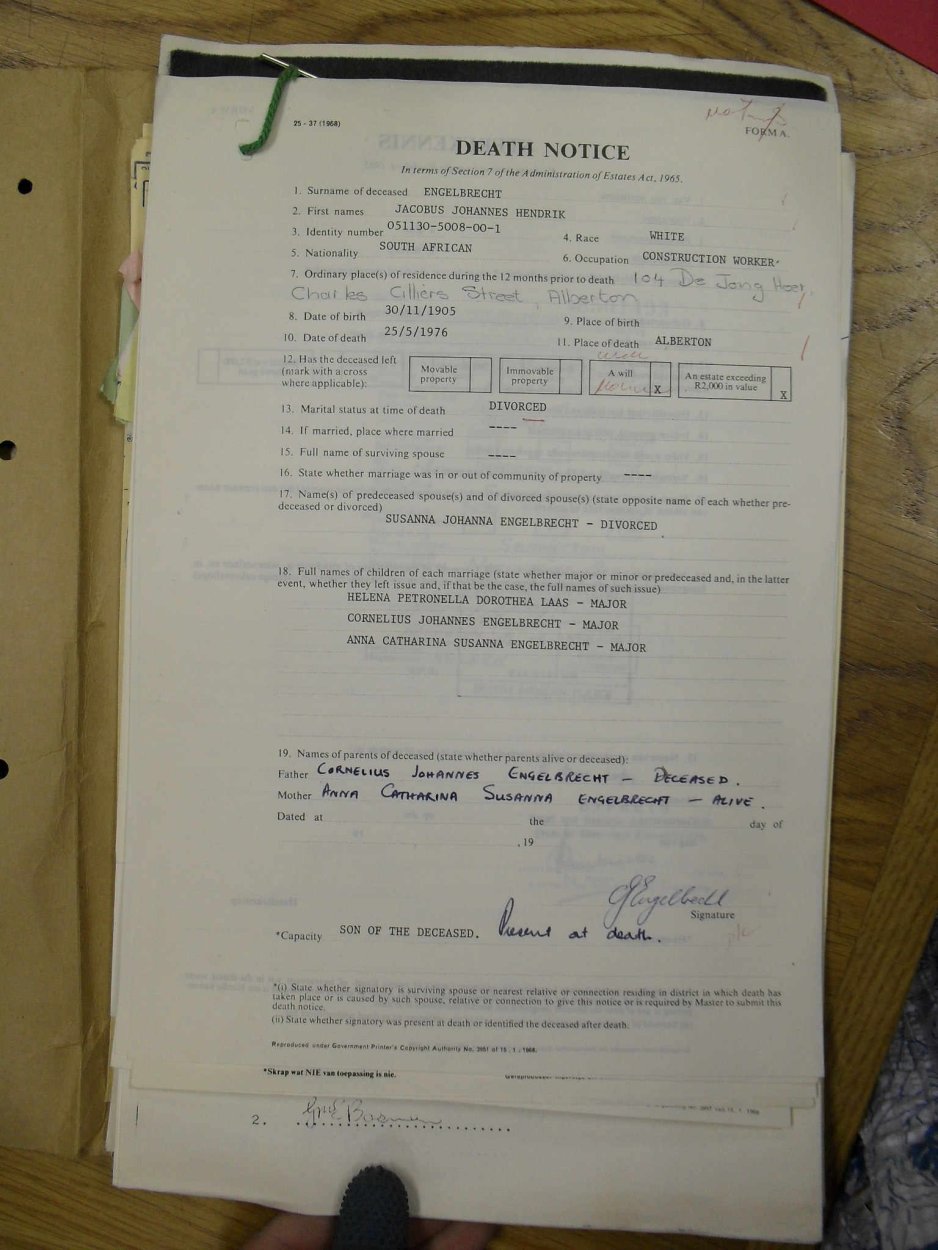 25 - 37 (1968)
FORM A.
DEATH NOTICE
In terms of Section 7 of the Administration of Estates Act, 1965.
1. Surname of deceased ENGELBRECHT
2. First names JACOBUS JOHANNES HENDRIK
3. Identity number 051130-5008-00-1 4. Race WHITE
5. Nationality SOUTH AFRICAN 6. Occupation CONSTRUCTION WORKER.
7. Ordinary place(s) of residence during the 12 months prior to death 104 De Jong Hoer,
Charles Cilliers Street, Alberton
8. Date of birth 30/11/1905 9. Place of birth
10. Date of death 25/5/1976 11. Place of death ALBERTON
12. Has the deceased left
(mark with a cross
where applicable):
Movable
property
Immovable
property
A will X
An estate exceeding
R2,000 in value X
13. Marital status at time of death DIVORCED
14. If married, place where married ----
15. Full name of surviving spouse ----
16. State whether marriage was in or out of community of property ----
17. Name(s) of predeceased spouse(s) and of divorced spouse(s) (state opposite name of each whether pre-
deceased or divorced)
SUSANNA JOHANNA ENGELBRECHT - DIVORCED
18. Full names of children of each marriage (state whether major or minor or predeceased and, in the latter
event, whether they left issue and, if that be the case, the full names of such issue)
HELENA PETRONELLA DOROTHEA LAAS - MAJOR
CORNELIUS JOHANNES ENGELBRECHT - MAJOR
ANNA CATHARINA SUSANNA ENGELBRECHT - MAJOR
19. Names of parents of deceased (state whether parents alive or deceased):
Father CORNELIUS JOHANNES ENGELBRECHT - DECEASED.
Mother ANNA CATHARINA SUSANNA ENGELBRECHT - ALIVE.
Dated at the day of
, 19
Engelbrecht
Signature
*Capacity SON OF THE DECEASED. Present at death.
*(i) State whether signatory is surviving spouse or nearest relative or connection residing in district in which death has
taken place or is caused by such spouse, relative or connection to give this notice or is required by Master to submit this
death notice.
(ii) State whether signatory was present at death or identified the deceased after death.
Reproduced under Government Printer's Copyright Authority No. 3951 of 15.1.1968.
*Skrap wat NIE van toepassing is nie.
2.